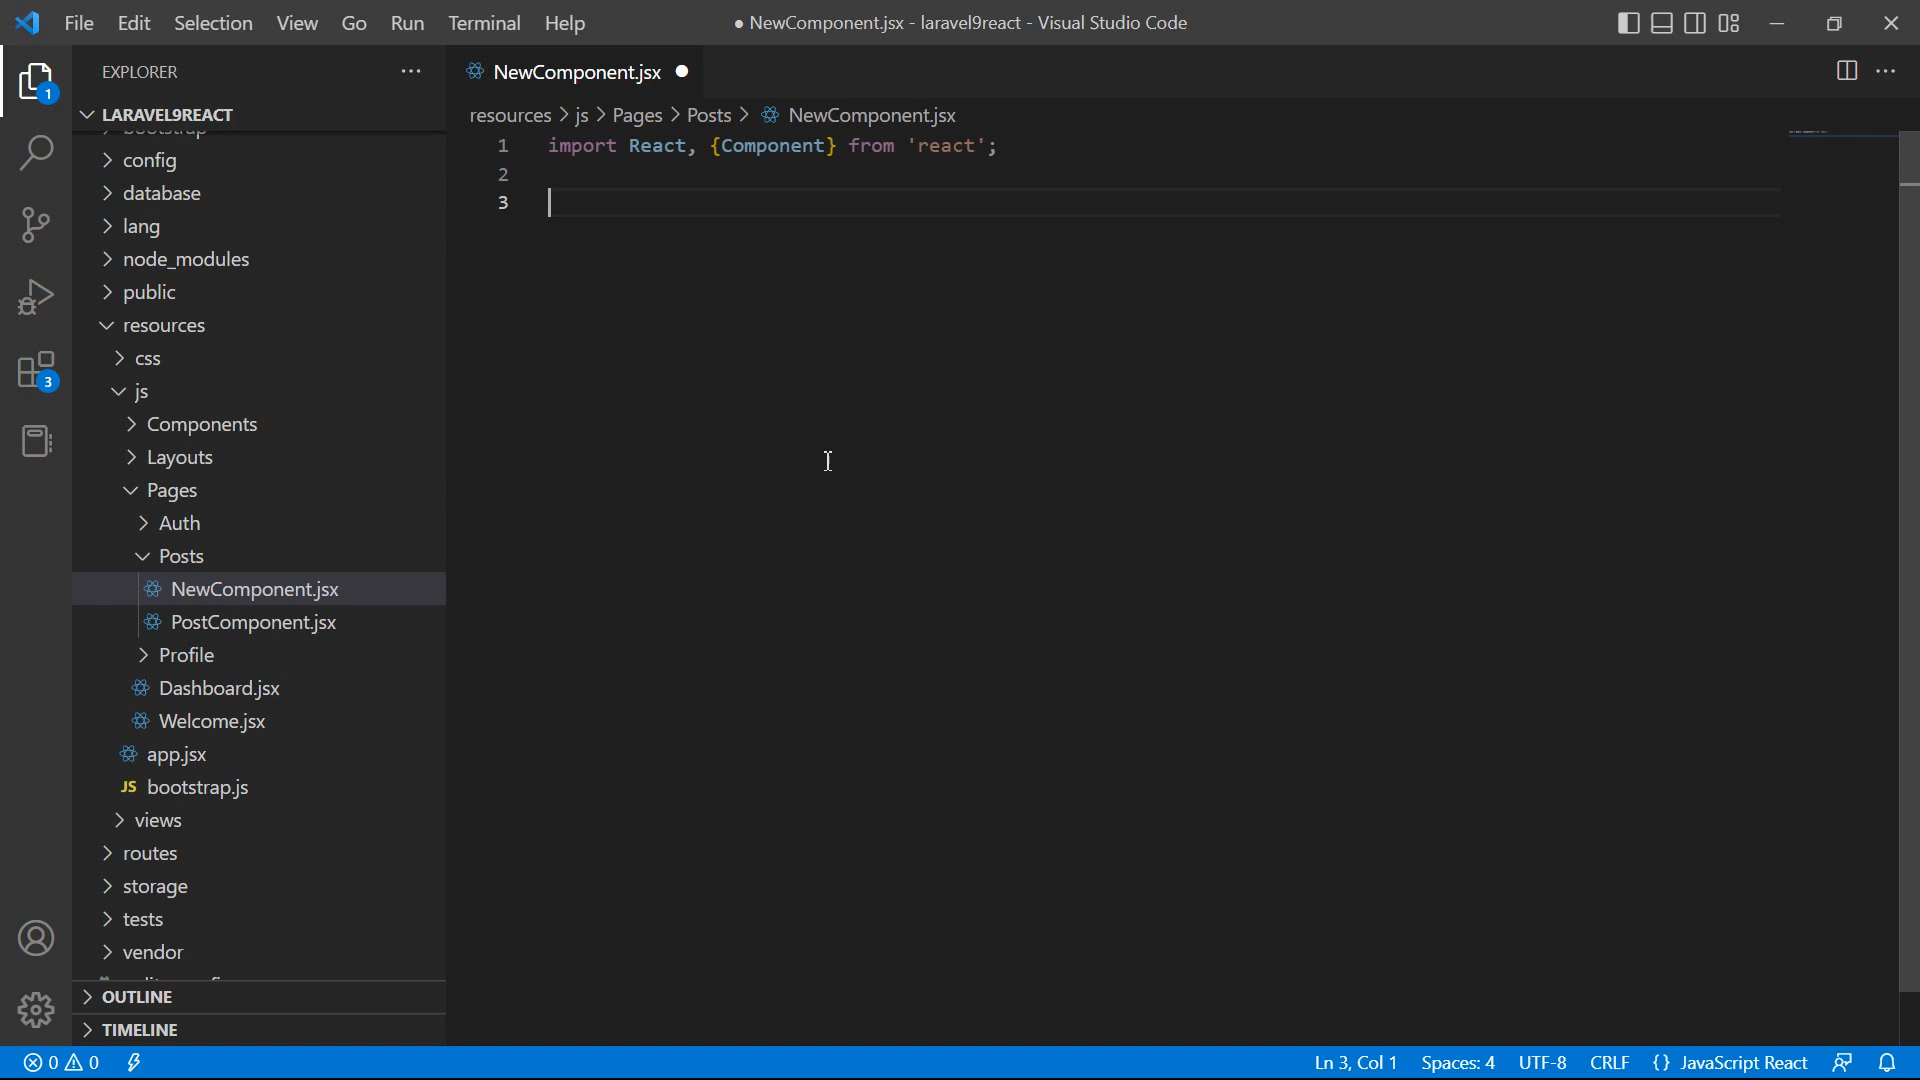 File Edit Selection View Go Run Terminal Help
● NewComponent.jsx - laravel9react - Visual Studio Code
EXPLORER
LARAVEL9REACT
bootstrap
config
database
lang
node_modules
public
resources
css
js
Components
Layouts
Pages
Auth
Posts
NewComponent.jsx
PostComponent.jsx
Profile
Dashboard.jsx
Welcome.jsx
app.jsx
JS bootstrap.js
views
routes
storage
tests
vendor
OUTLINE
TIMELINE
1
3
NewComponent.jsx
resources > js > Pages > Posts > NewComponent.jsx
1 import React, {Component} from 'react';
2
3
0 0
Ln 3, Col 1 Spaces: 4 UTF-8 CRLF {} JavaScript React